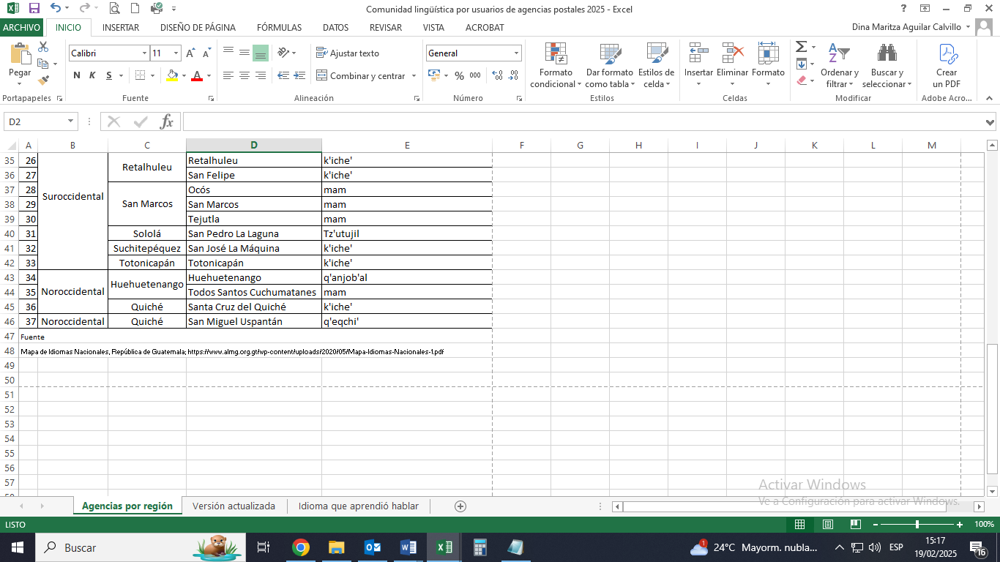 Comunidad lingüística por usuarios de agencias postales 2025 - Excel
ARCHIVO INICIO INSERTAR DISEÑO DE PÁGINA FÓRMULAS DATOS REVISAR VISTA ACROBAT Dina Maritza Aguilar Calvillo
Pegar Calibri 11 Ajustar texto General
N K S Combinar y centrar % 000
Formato condicional Dar formato como tabla Estilos de celda Insertar Eliminar Formato Ordenar y filtrar Buscar y seleccionar Crear un PDF
Portapapeles Fuente Alineación Número Estilos Celdas Modificar Adobe Acro...
D2 fx
A B C D E F G H I J K L M
35 26 Suroccidental Retalhuleu Retalhuleu k'iche'
36 27 San Felipe k'iche'
37 28 San Marcos Ocós mam
38 29 San Marcos mam
39 30 Tejutla mam
40 31 Sololá San Pedro La Laguna Tz'utujil
41 32 Suchitepéquez San José La Máquina k'iche'
42 33 Totonicapán Totonicapán k'iche'
43 34 Noroccidental Huehuetenango Huehuetenango q'anjob'al
44 35 Todos Santos Cuchumatanes mam
45 36 Quiché Santa Cruz del Quiché k'iche'
46 37 Noroccidental Quiché San Miguel Uspantán q'eqchi'
47 Fuente
48 Mapa de Idiomas Nacionales, República de Guatemala; https://www.almg.org.gt/wp-content/uploads/2020/05/Mapa-Idiomas-Nacionales-1.pdf
49
50
51
52
53
54
55
56
57
Activar Windows
Ve a Configuración para activar Windows.
Agencias por región Versión actualizada Idioma que aprendió hablar
LISTO 100%
Buscar 24°C Mayorm. nubla... ESP 15:17
19/02/2025 16